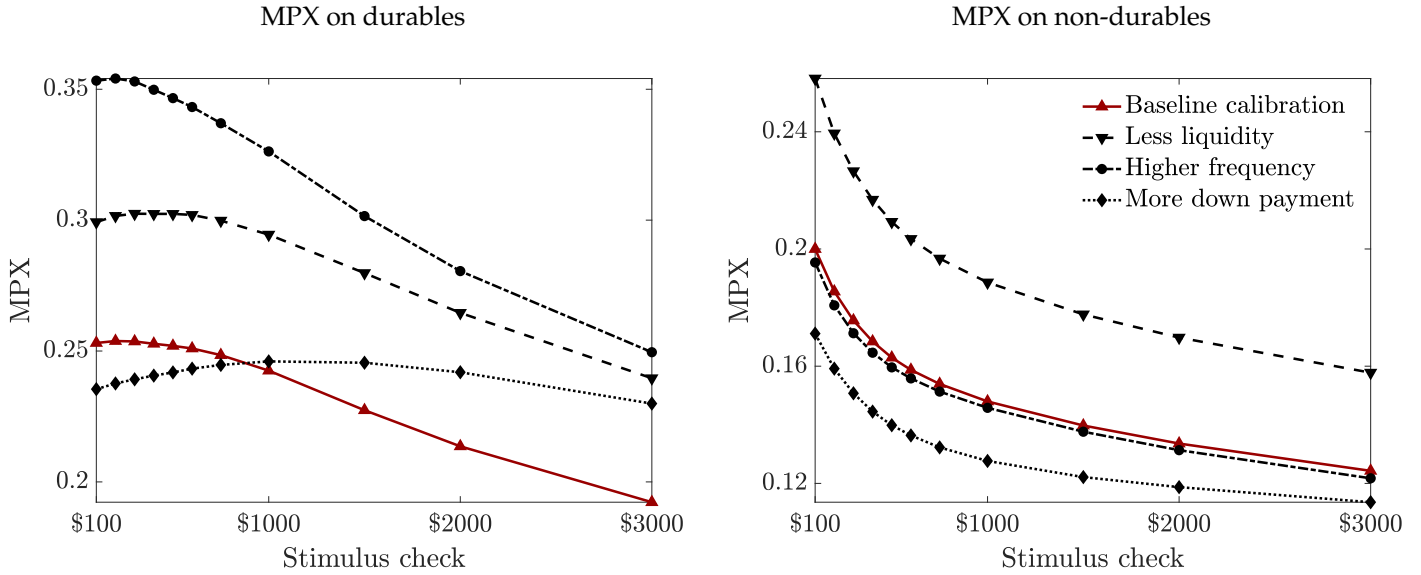 MPX on durables
MPX
0.35
0.3
0.25
0.2
$100
$1000
$2000
$3000
Stimulus check
MPX on non-durables
MPX
0.24
0.2
0.16
0.12
$100
$1000
$2000
$3000
Stimulus check
Baseline calibration
Less liquidity
Higher frequency
More down payment